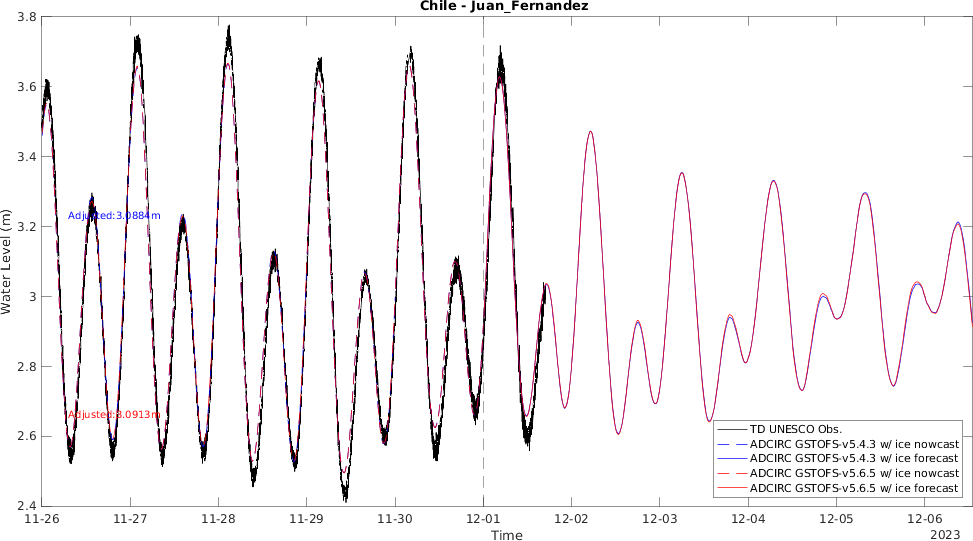 Chile - Juan_Fernandez
3.8
3.6
3.4
3.2
3
2.8
2.6
2.4
Water Level (m)
Adjusted:3.0884m
Adjusted:3.0913m
TD UNESCO Obs.
ADCIRC GSTOFS-v5.4.3 w/ ice nowcast
ADCIRC GSTOFS-v5.4.3 w/ ice forecast
ADCIRC GSTOFS-v5.6.5 w/ ice nowcast
ADCIRC GSTOFS-v5.6.5 w/ ice forecast
11-26 11-27 11-28 11-29 11-30 12-01 12-02 12-03 12-04 12-05 12-06
Time
2023